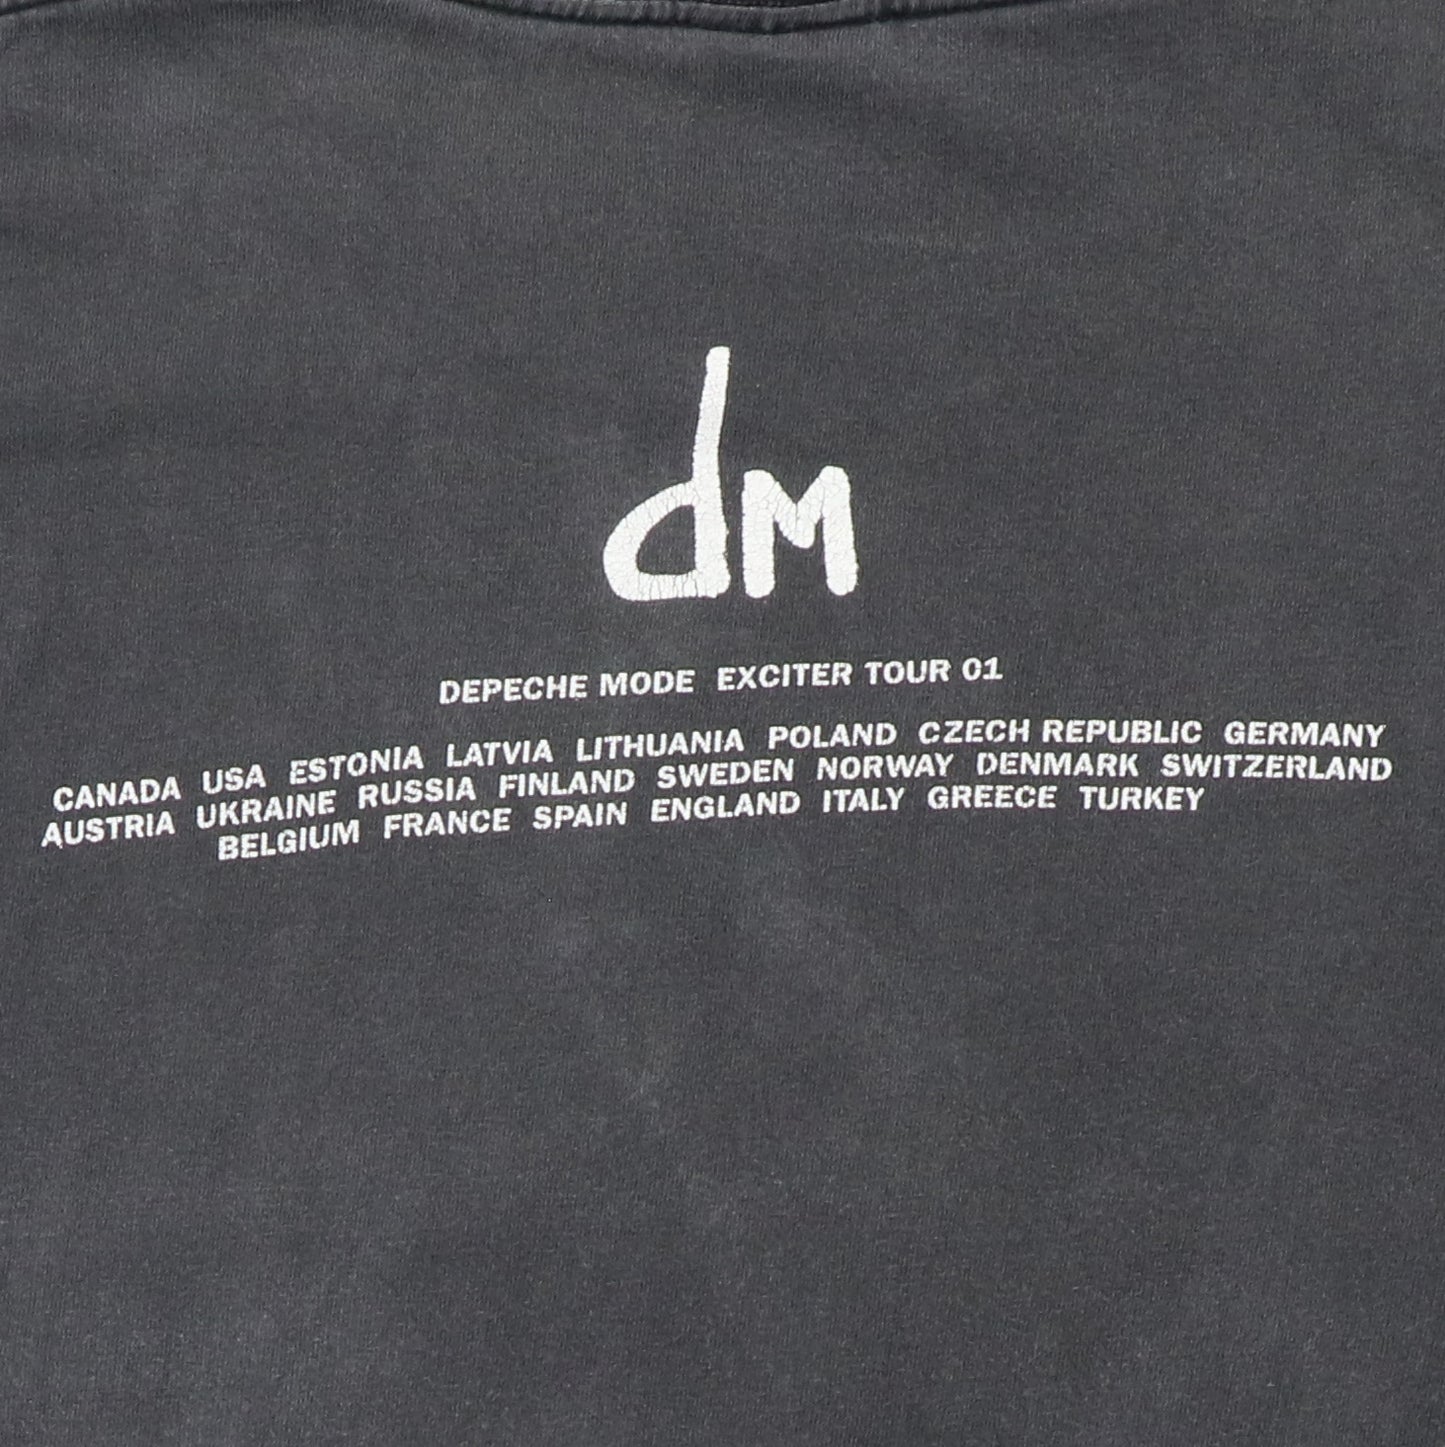 dM
DEPECHE MODE EXCITER TOUR 01
CANADA USA ESTONIA LATVIA LITHUANIA POLAND CZECH REPUBLIC GERMANY
AUSTRIA UKRAINE RUSSIA FINLAND SWEDEN NORWAY DENMARK SWITZERLAND
BELGIUM FRANCE SPAIN ENGLAND ITALY GREECE TURKEY